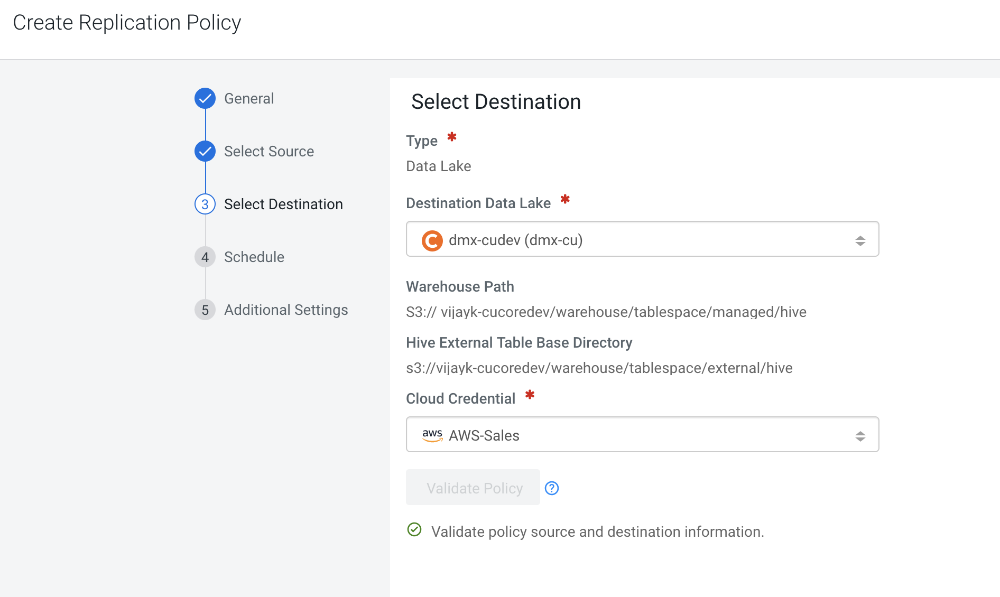 Create Replication Policy
General
Select Source
3 Select Destination
4 Schedule
5 Additional Settings
Select Destination
Type *
Data Lake
Destination Data Lake *
dmx-cudev (dmx-cu)
Warehouse Path
S3:// vijayk-cucoredev/warehouse/tablespace/managed/hive
Hive External Table Base Directory
s3://vijayk-cucoredev/warehouse/tablespace/external/hive
Cloud Credential *
aws AWS-Sales
Validate Policy ?
Validate policy source and destination information.